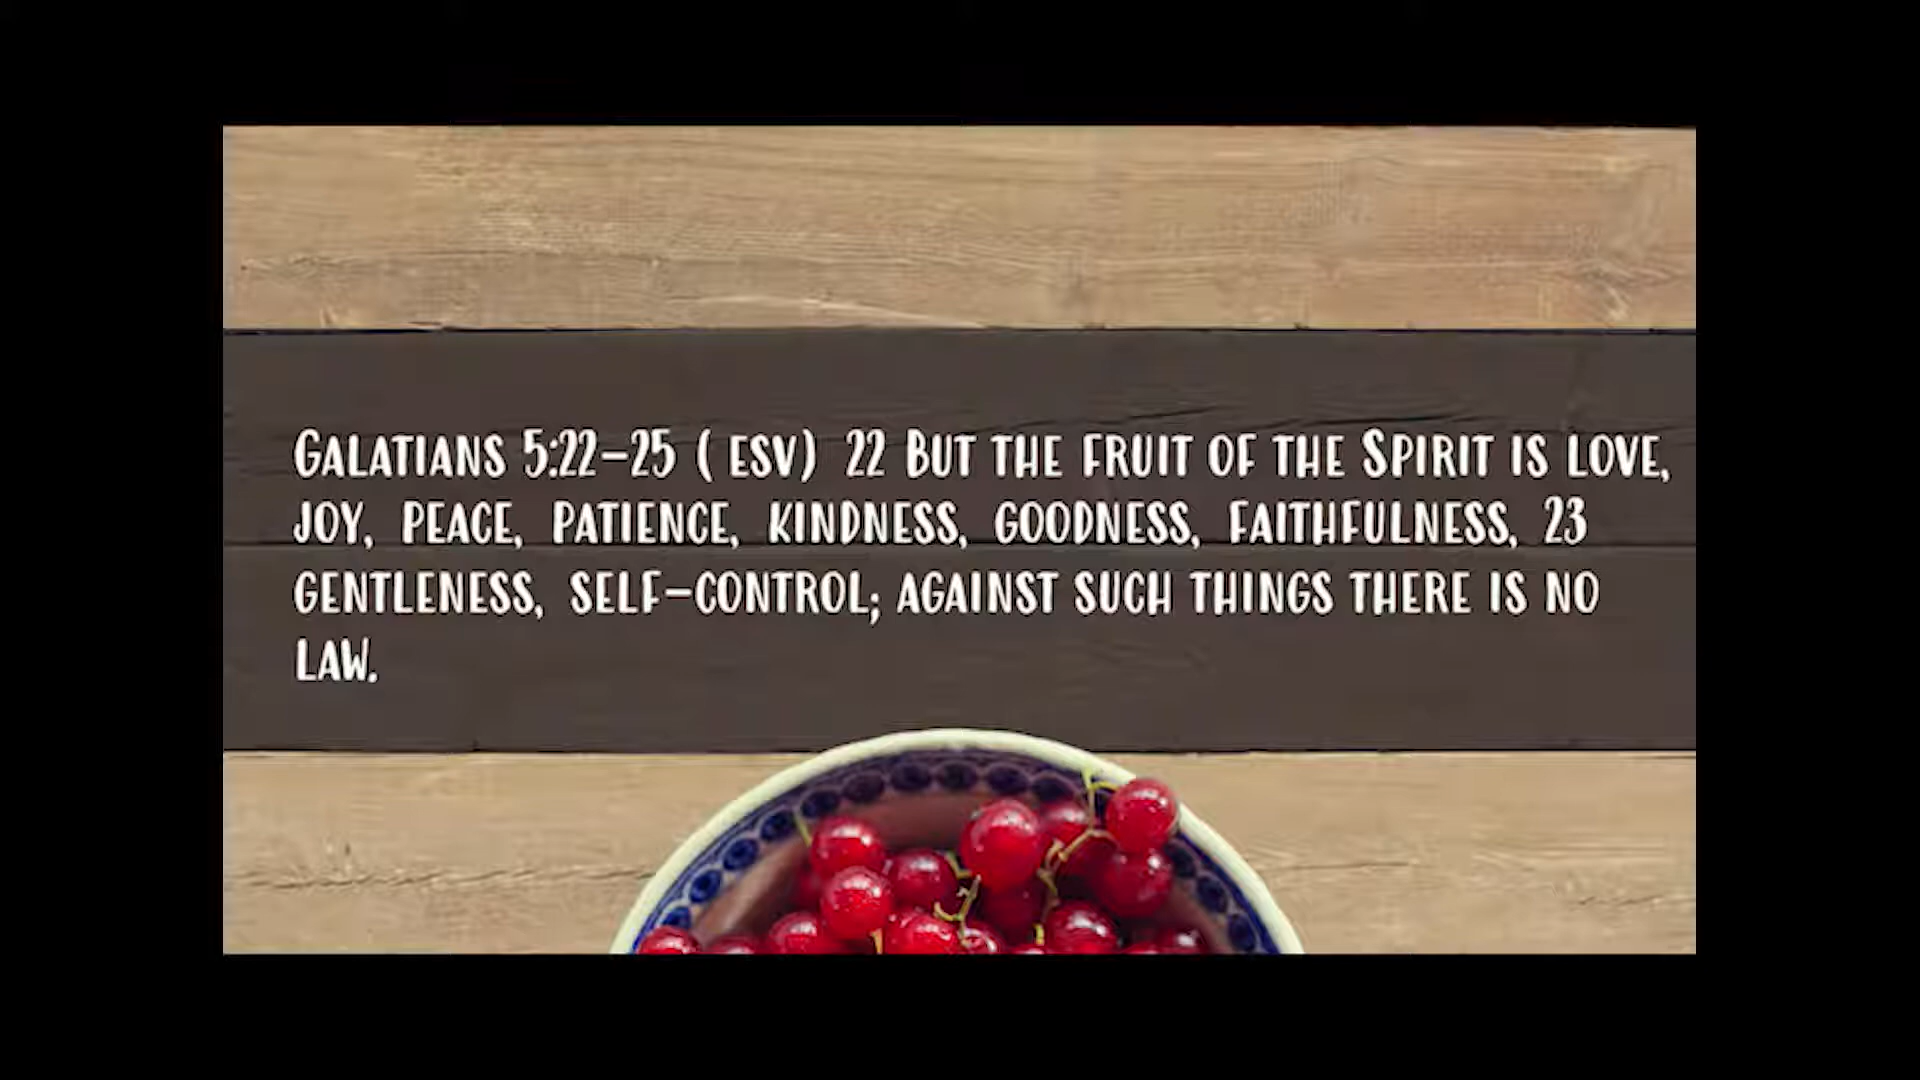 Galatians 5:22-25 ( ESV) 22 But the fruit of the Spirit is love,
joy, peace, patience, kindness, goodness, faithfulness, 23
gentleness, self-control; against such things there is no
law.